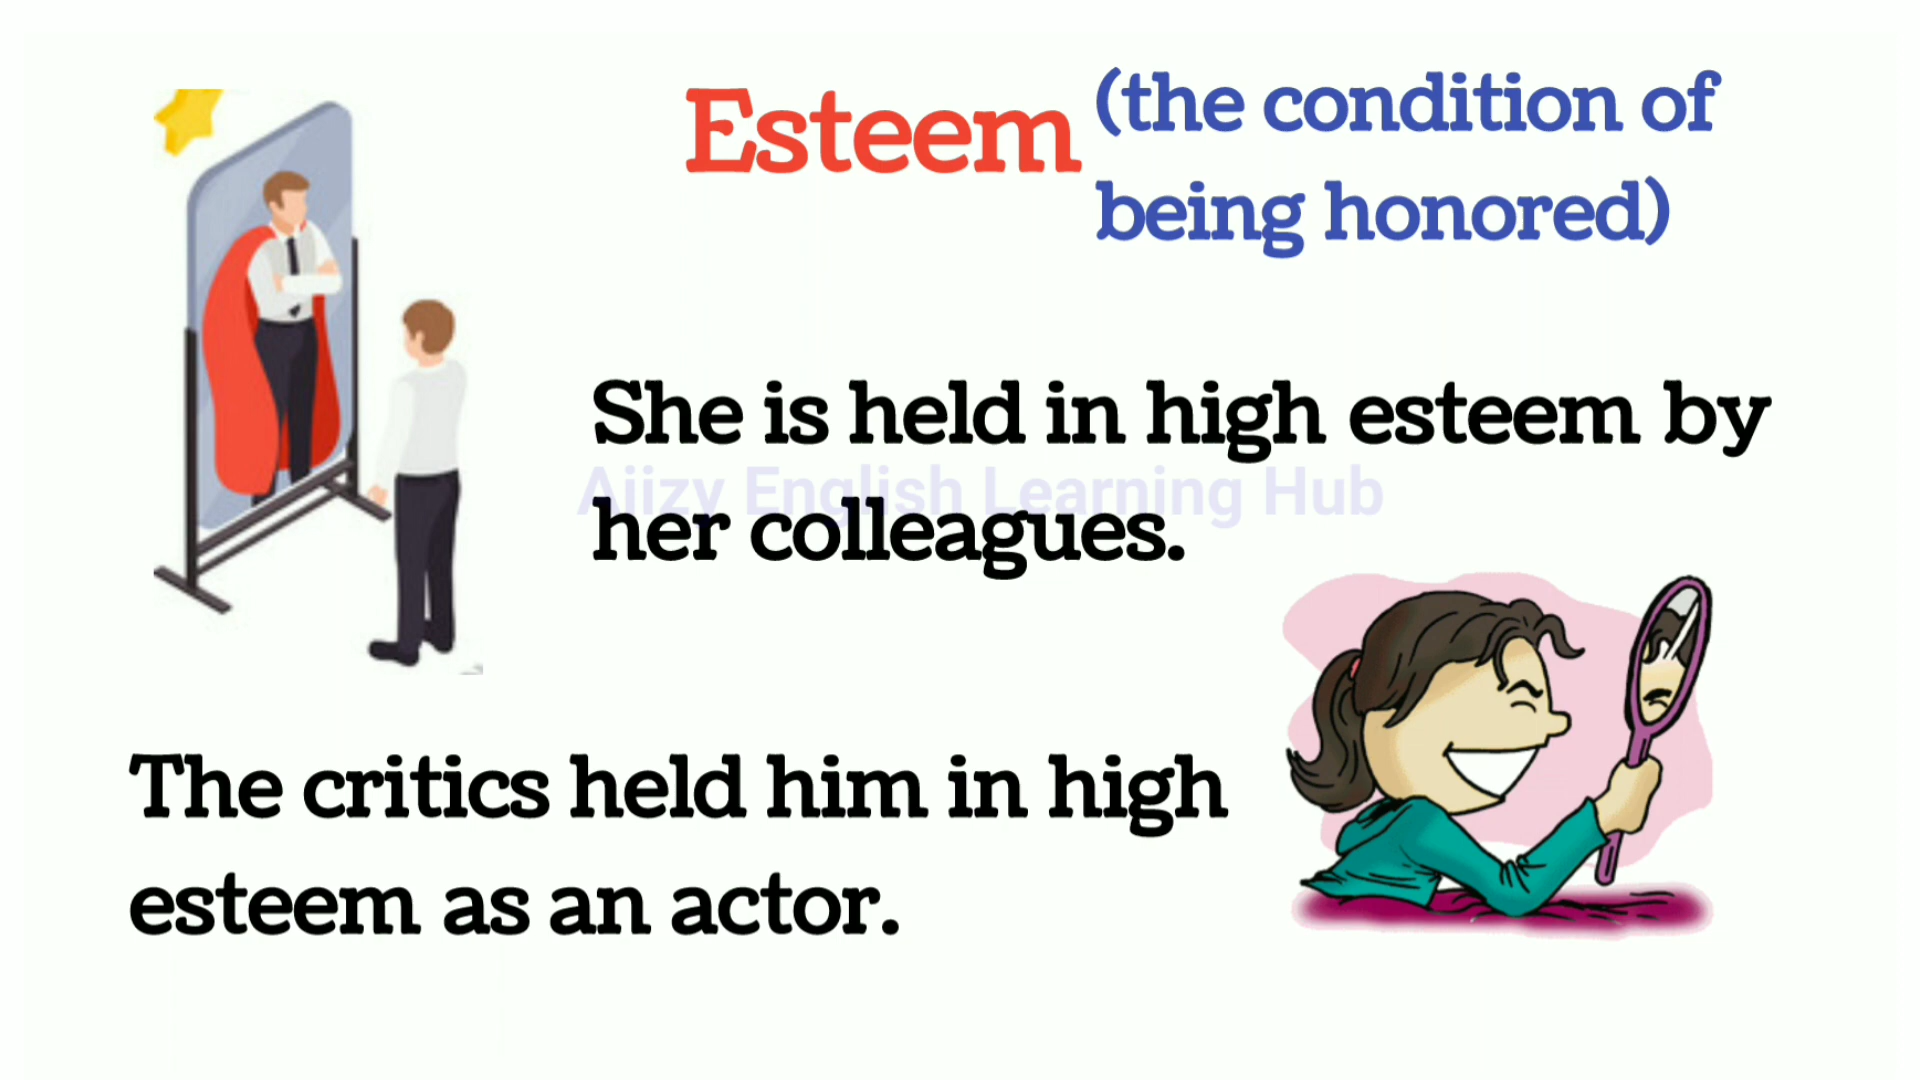 Esteem (the condition of
being honored)
She is held in high esteem by
Aiizy English Learning Hub
her colleagues.
The critics held him in high
esteem as an actor.